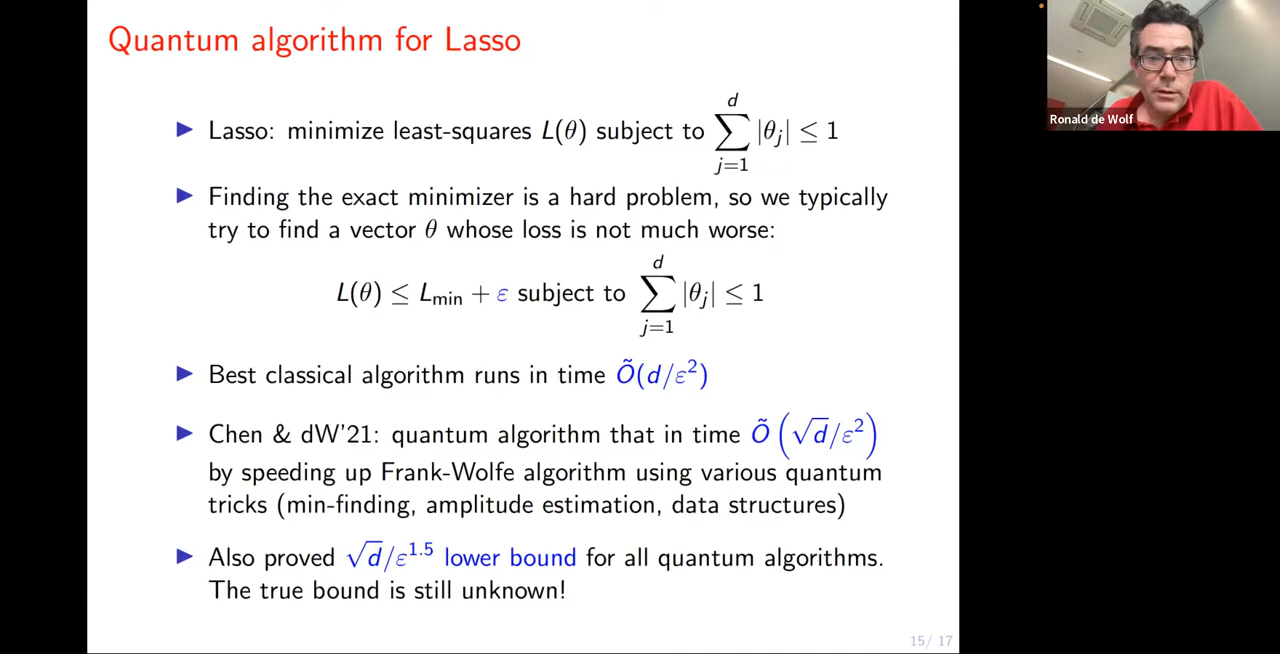 Quantum algorithm for Lasso
▶ Lasso: minimize least-squares L(θ) subject to ∑_{j=1}^{d} |θ_j| ≤ 1
▶ Finding the exact minimizer is a hard problem, so we typically
try to find a vector θ whose loss is not much worse:
L(θ) ≤ L_min + ε subject to ∑_{j=1}^{d} |θ_j| ≤ 1
▶ Best classical algorithm runs in time Õ(d/ε²)
▶ Chen & dW'21: quantum algorithm that in time Õ(√d/ε²)
by speeding up Frank-Wolfe algorithm using various quantum
tricks (min-finding, amplitude estimation, data structures)
▶ Also proved √d/ε^1.5 lower bound for all quantum algorithms.
The true bound is still unknown!
15/ 17
Ronald de Wolf